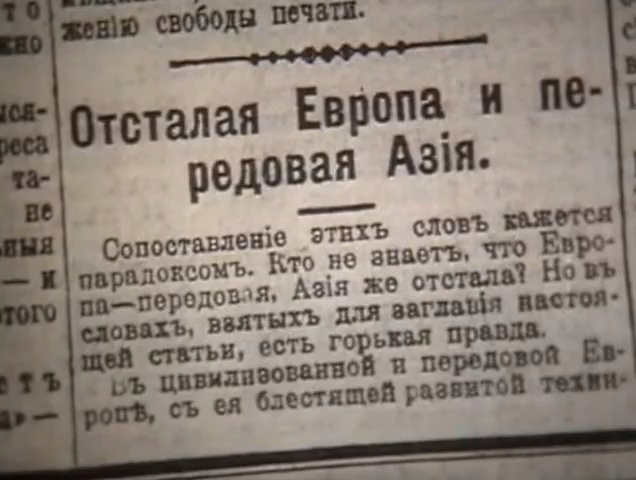 женію свободы печати.
Отсталая Европа и пе-
редовая Азія.
Сопоставленіе этихъ словъ кажется
парадоксомъ. Кто не знаетъ, что Евро-
па—передовая, Азія же отстала? Но въ
словахъ, взятыхъ для заглавія настоя-
щей статьи, есть горькая правда.
Въ цивилизованной и передовой Ев-
ропѣ, съ ея блестящей развитой техни-